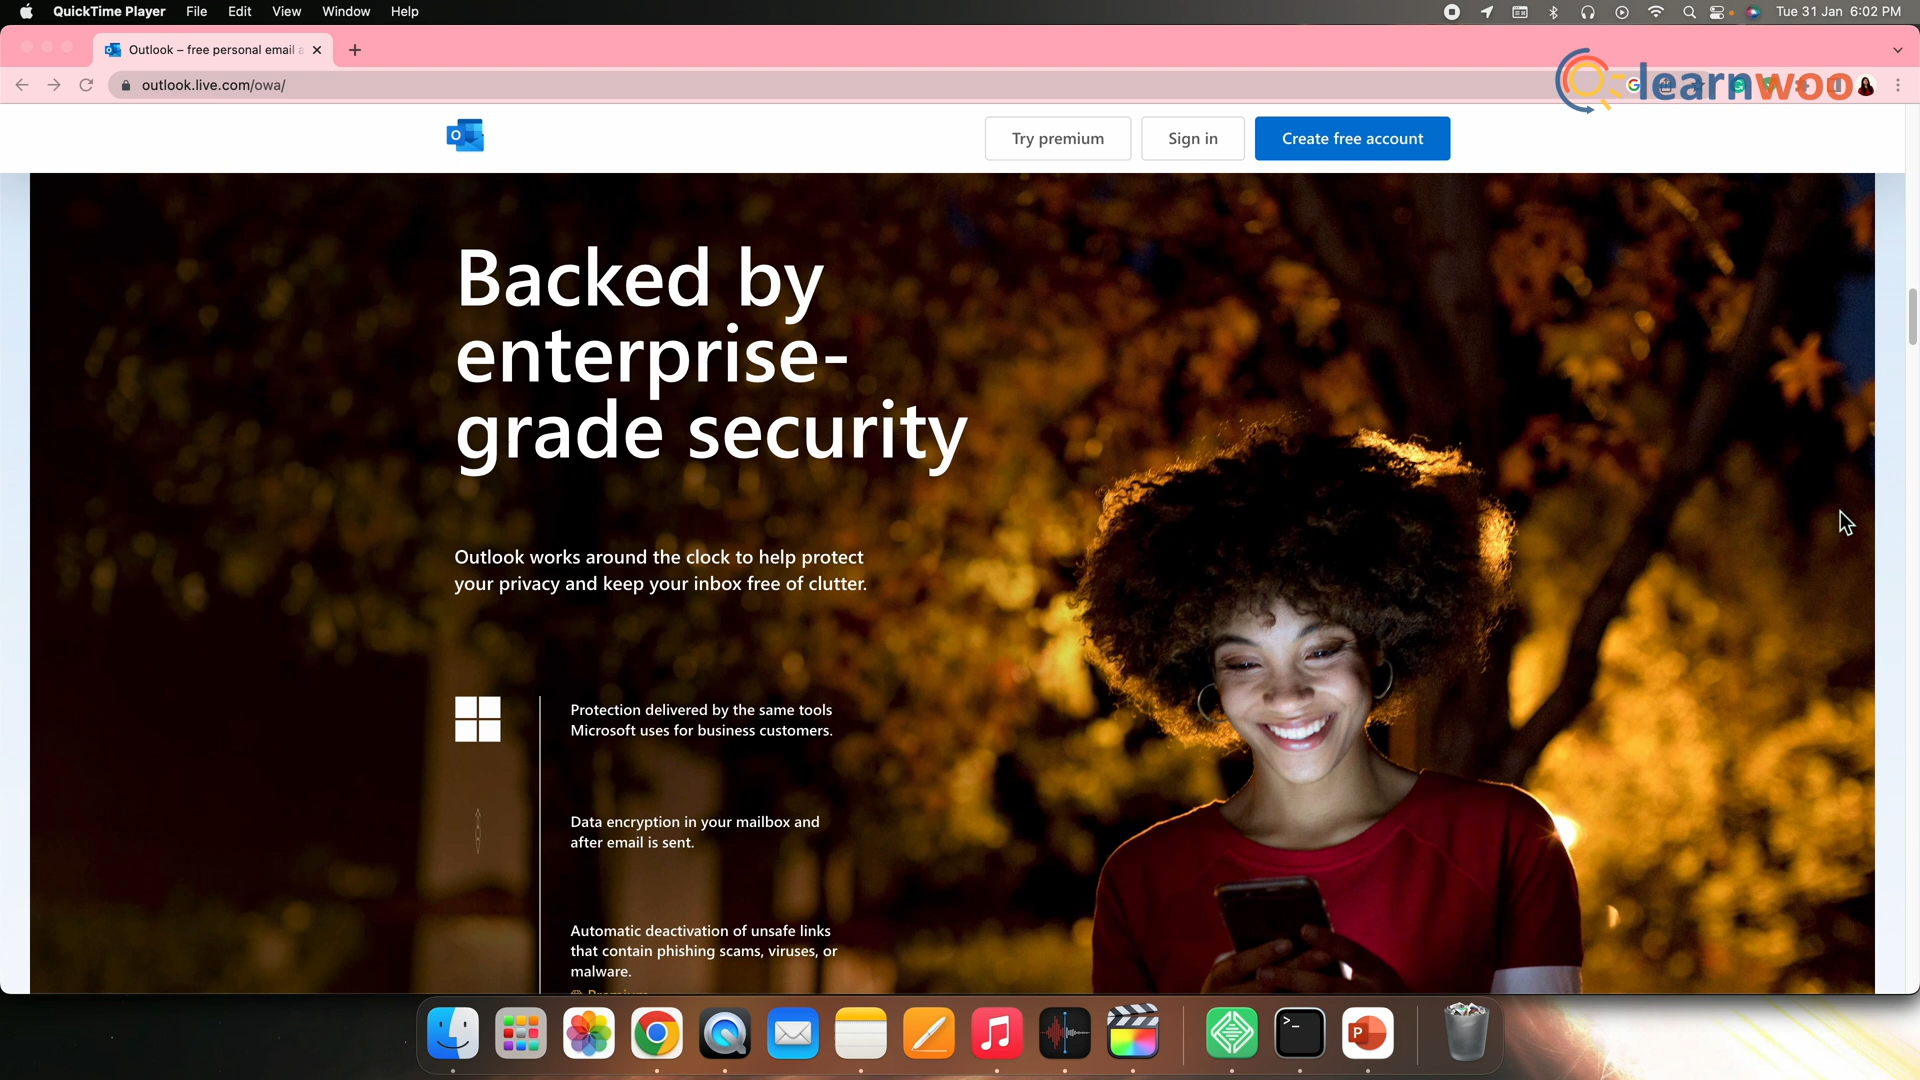 QuickTime Player File Edit View Window Help
Tue 31 Jan 6:02 PM
Outlook – free personal email a
outlook.live.com/owa/
learnwoo
Try premium
Sign in
Create free account
Backed by
enterprise-
grade security
Outlook works around the clock to help protect
your privacy and keep your inbox free of clutter.
Protection delivered by the same tools
Microsoft uses for business customers.
Data encryption in your mailbox and
after email is sent.
Automatic deactivation of unsafe links
that contain phishing scams, viruses, or
malware.
Premium